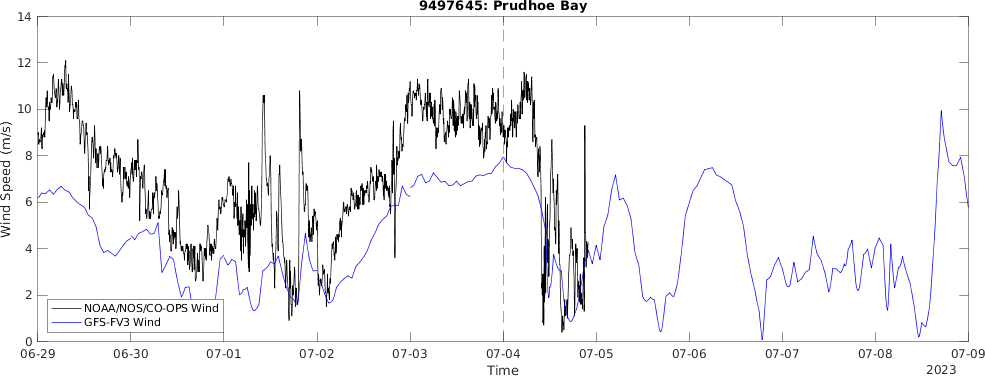 9497645: Prudhoe Bay
Wind Speed (m/s)
14
12
10
8
6
4
2
0
NOAA/NOS/CO-OPS Wind
GFS-FV3 Wind
06-29 06-30 07-01 07-02 07-03 07-04 07-05 07-06 07-07 07-08 07-09
Time
2023